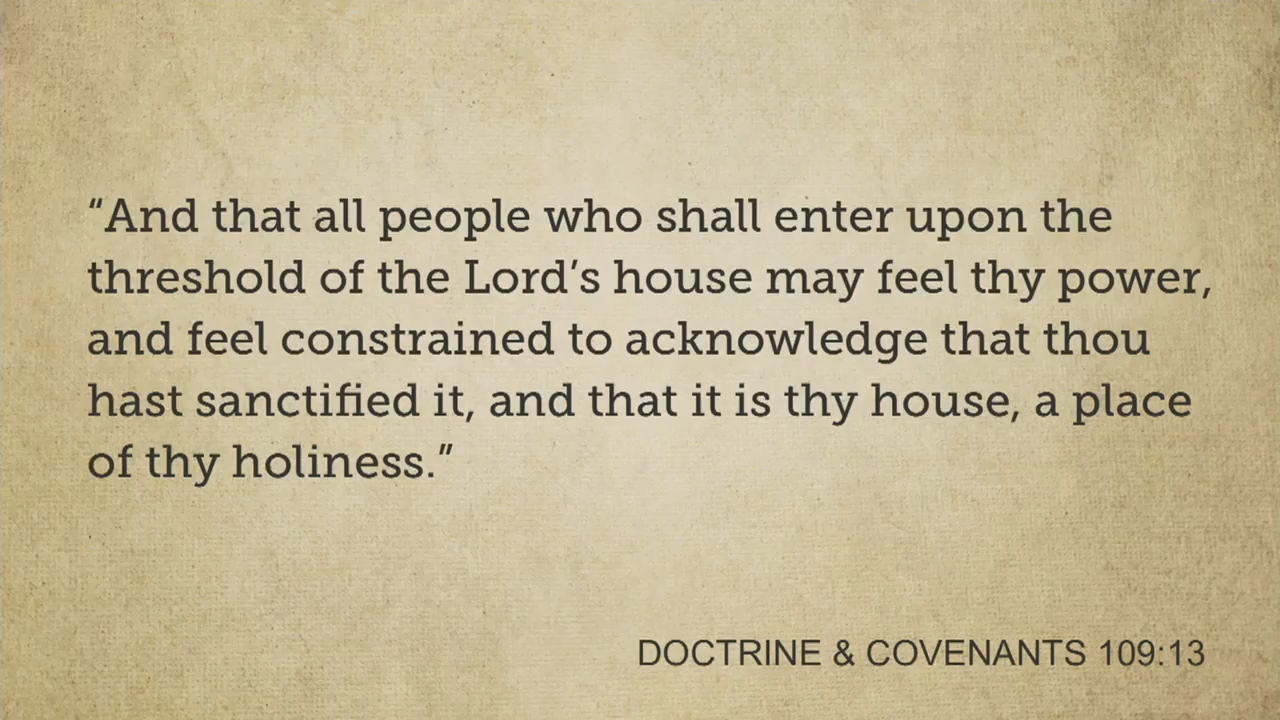 “And that all people who shall enter upon the
threshold of the Lord’s house may feel thy power,
and feel constrained to acknowledge that thou
hast sanctified it, and that it is thy house, a place
of thy holiness.”
DOCTRINE & COVENANTS 109:13